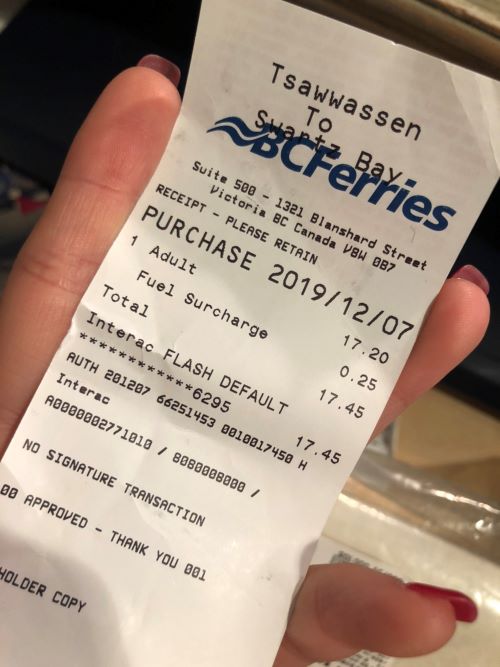 Tsawwassen
To
Swartz Bay
BCFerries
Suite 500 - 1321 Blanshard Street
Victoria BC Canada V8W 0B7
RECEIPT - PLEASE RETAIN
PURCHASE 2019/12/07
1 Adult 17.20
Fuel Surcharge 0.25
Total 17.45
Interac FLASH DEFAULT 17.45
************6295
AUTH 201207 66251453 0010017450 H
Interac
A0000002771010 / 8080008000 /
NO SIGNATURE TRANSACTION
00 APPROVED - THANK YOU 001
HOLDER COPY